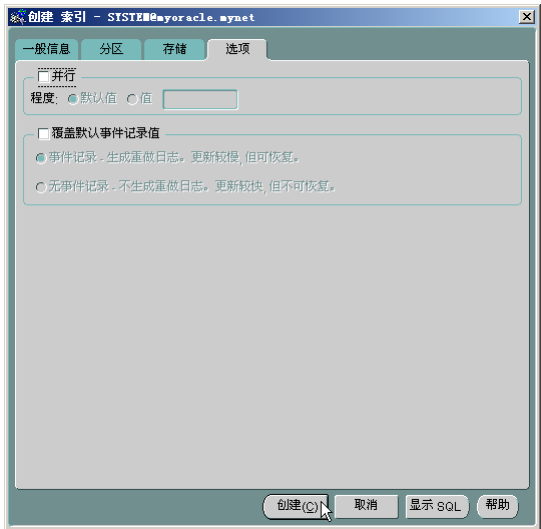 创建 索引 - SYSTEM@myoracle.mynet
一般信息 分区 存储 选项
并行
程度: 默认值 值
覆盖默认事件记录值
事件记录 - 生成重做日志。更新较慢, 但可恢复。
无事件记录 - 不生成重做日志。更新较快, 但不可恢复。
创建(C) 取消 显示 SQL 帮助